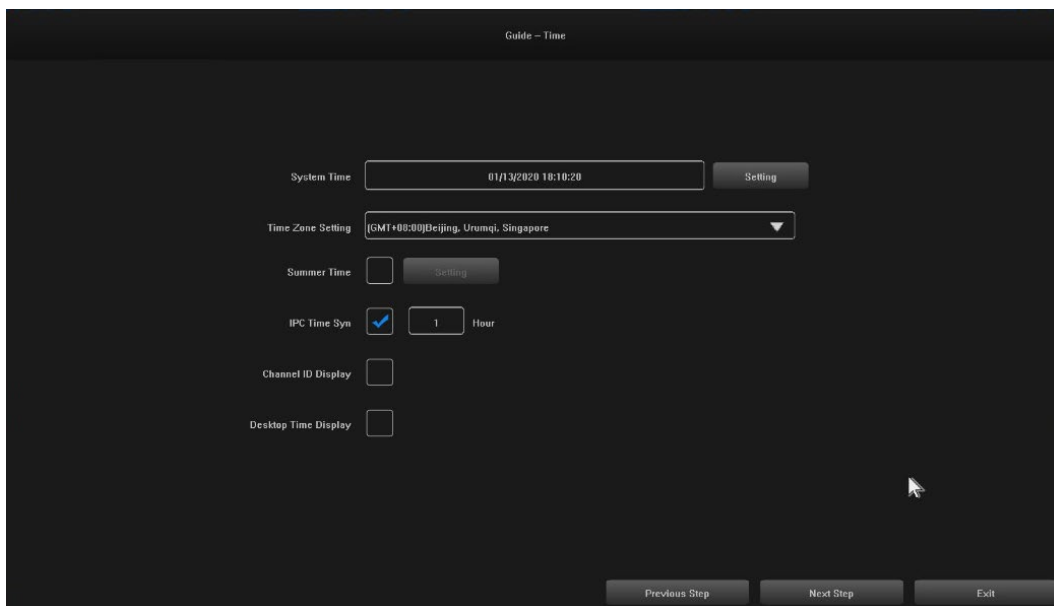 Guide – Time
System Time 01/13/2020 18:10:20 Setting
Time Zone Setting (GMT+08:00)Beijing, Urumqi, Singapore
Summer Time Setting
IPC Time Syn 1 Hour
Channel ID Display
Desktop Time Display
Previous Step Next Step Exit